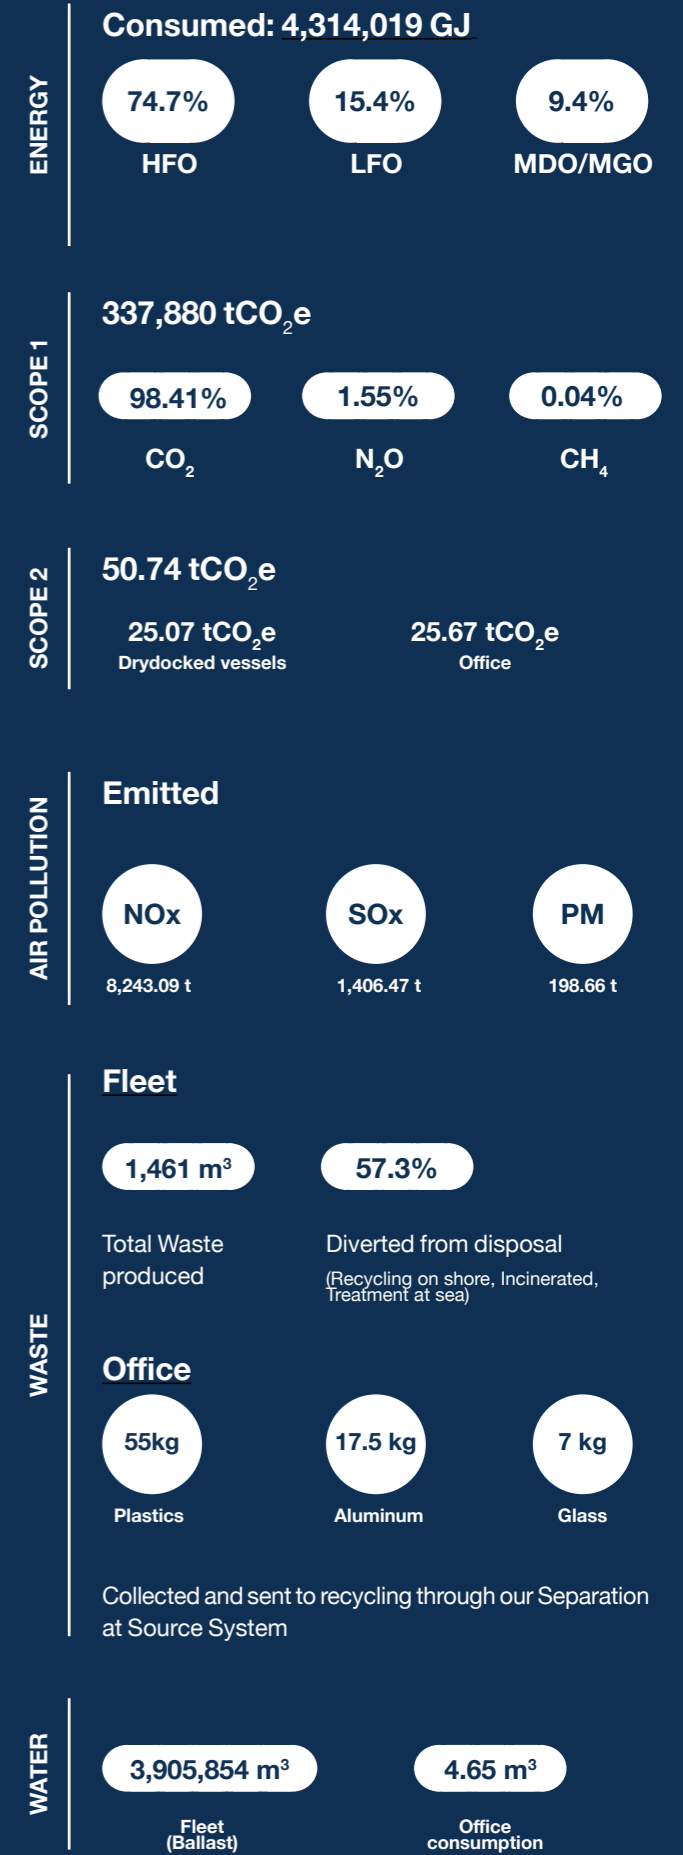 ENERGY
Consumed: 4,314,019 GJ
74.7% 15.4% 9.4%
HFO LFO MDO/MGO
SCOPE 1
337,880 tCO₂e
98.41% 1.55% 0.04%
CO₂ N₂O CH₄
SCOPE 2
50.74 tCO₂e
25.07 tCO₂e 25.67 tCO₂e
Drydocked vessels Office
AIR POLLUTION
Emitted
NOx SOx PM
8,243.09 t 1,406.47 t 198.66 t
WASTE
Fleet
1,461 m³ 57.3%
Total Waste
produced
Diverted from disposal
(Recycling on shore, Incinerated,
Treatment at sea)
Office
55kg 17.5 kg 7 kg
Plastics Aluminum Glass
Collected and sent to recycling through our Separation
at Source System
WATER
3,905,854 m³ 4.65 m³
Fleet
(Ballast)
Office
consumption